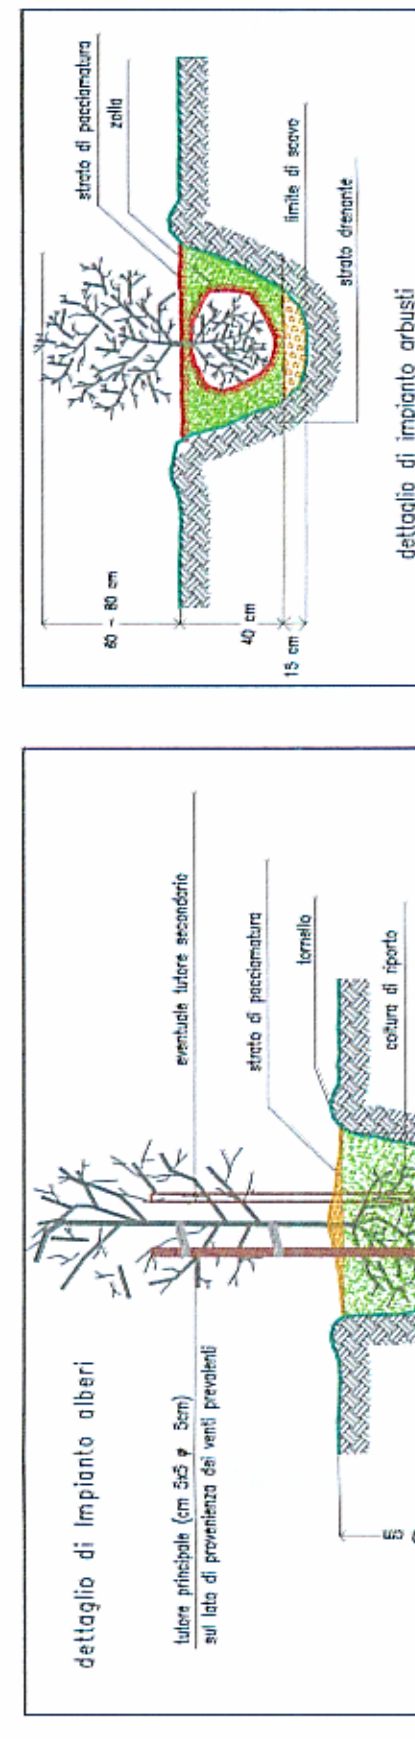 dettaglio di Impianto alberi
tutore principale (cm 5x5 ø 5cm)
sul lato di provenienza dei venti prevalenti
eventuale tutore secondario
strato di pacciamatura
tornello
coltura di riporto
60 - 80 cm
40 cm
15 cm
strato di pacciamatura
zolla
limite di scavo
strato drenante
dettaglio di impianto arbusti